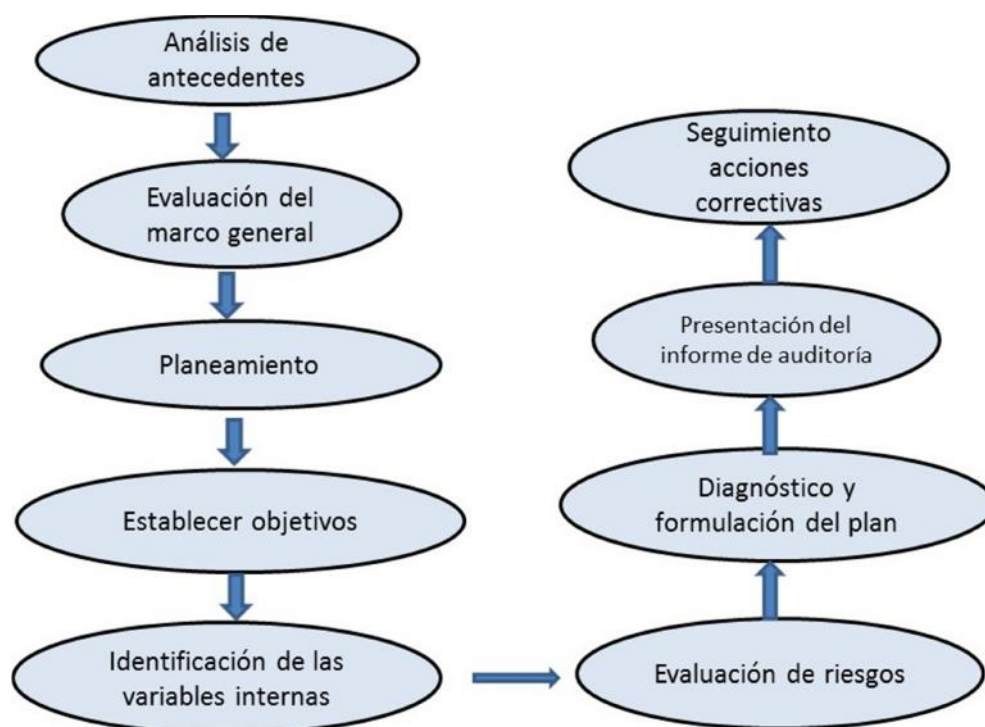 Análisis de
antecedentes
Evaluación del
marco general
Planeamiento
Establecer objetivos
Identificación de las
variables internas
Evaluación de riesgos
Diagnóstico y
formulación del plan
Presentación del
informe de auditoría
Seguimiento
acciones
correctivas